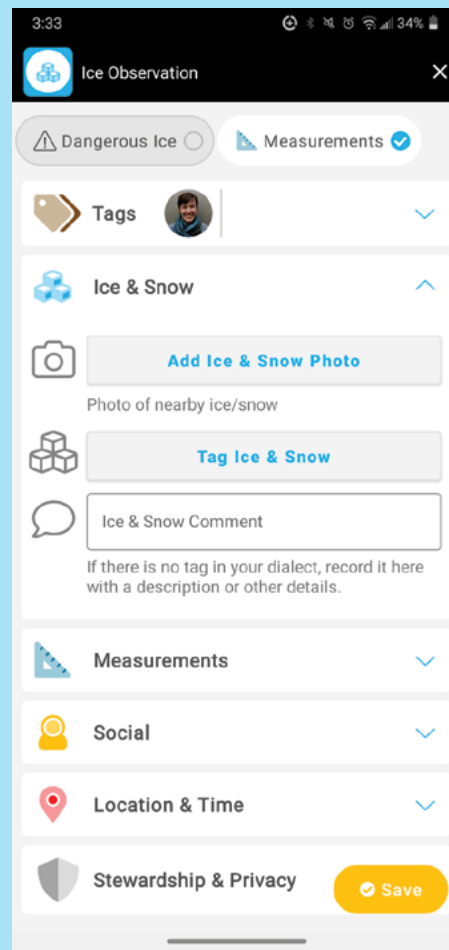 3:33
34%
Ice Observation
Dangerous Ice
Measurements
Tags
Ice & Snow
Add Ice & Snow Photo
Photo of nearby ice/snow
Tag Ice & Snow
Ice & Snow Comment
If there is no tag in your dialect, record it here
with a description or other details.
Measurements
Social
Location & Time
Stewardship & Privacy
Save